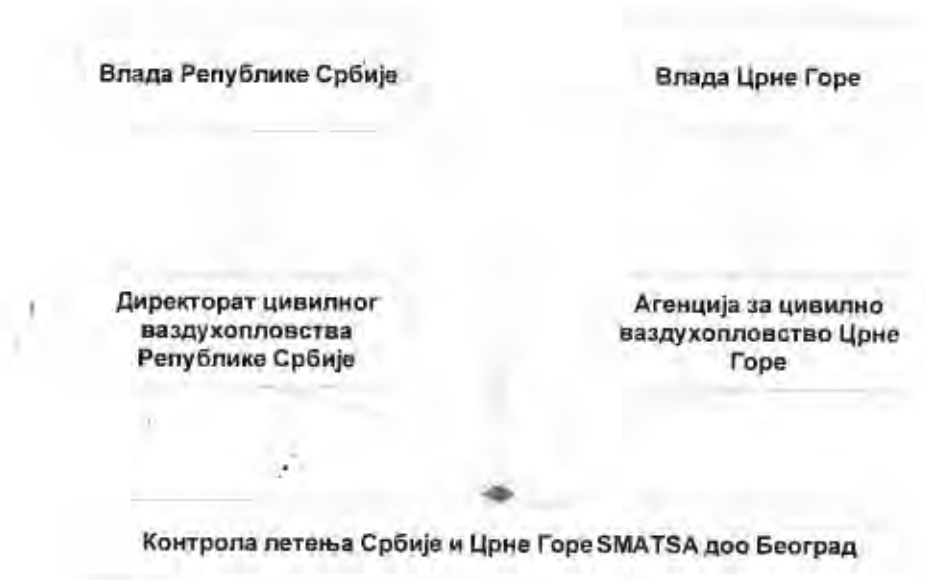 Влада Републике Србије
Влада Црне Горе
Директорат цивилног
ваздухопловства
Републике Србије
Агенција за цивилно
ваздухопловство Црне
Горе
Контрола летења Србије и Црне Горе SMATSA доо Београд